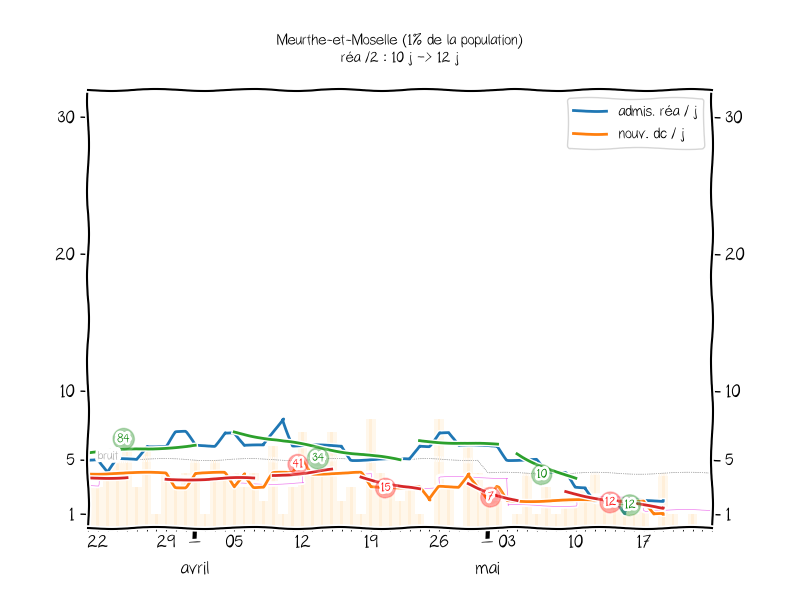 Meurthe-et-Moselle (1% de la population)
réa /2 : 10 j -> 12 j
admis. réa / j
nouv. dc / j
30 30
20 20
10 10
5 5
1 1
bruit
84
41
34
15
10
7
12
12
22 29 05 12 19 26 03 10 17
avril mai